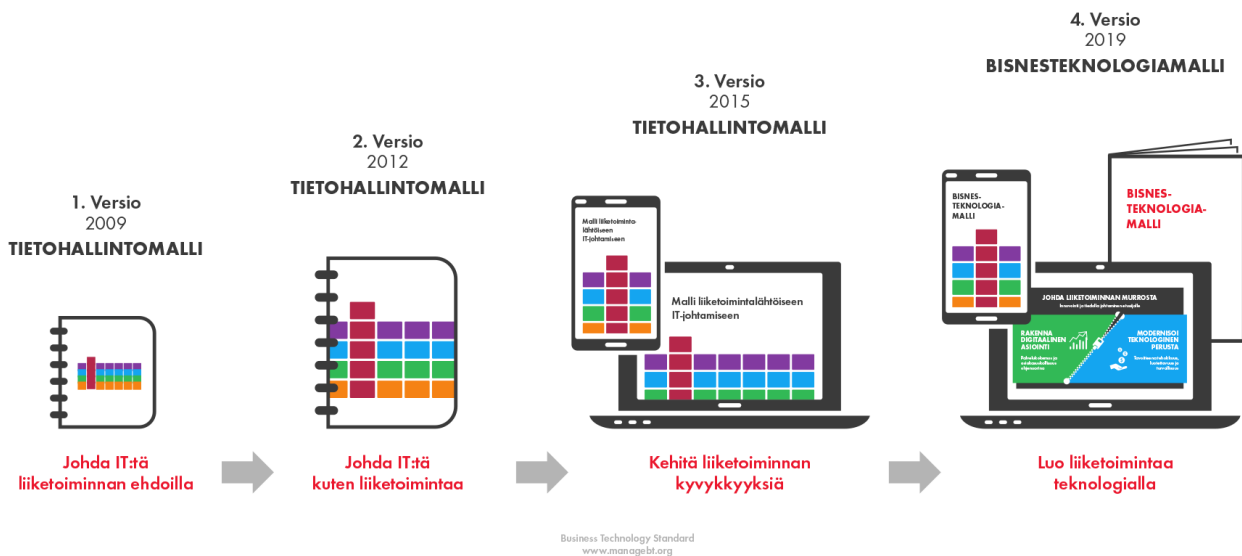 1. Versio
2009
TIETOHALLINTOMALLI
Johda IT:tä
liiketoiminnan ehdoilla
2. Versio
2012
TIETOHALLINTOMALLI
Johda IT:tä
kuten liiketoimintaa
3. Versio
2015
TIETOHALLINTOMALLI
Malli liiketoiminta-
lähtöiseen
IT-johtamiseen
Malli liiketoimintalähtöiseen
IT-johtamiseen
Kehitä liiketoiminnan
kyvykkyyksiä
4. Versio
2019
BISNESTEKNOLOGIAMALLI
BISNES-
TEKNOLOGIA-
MALLI
BISNES-
TEKNOLOGIA-
MALLI
JOHDA LIIKETOIMINNAN MURROSTA
RAKENNA
DIGITAALINEN
ASIOINTI
MODERNISOI
TEKNOLOGINEN
PERUSTA
Luo liiketoimintaa
teknologialla
Business Technology Standard
www.managebt.org